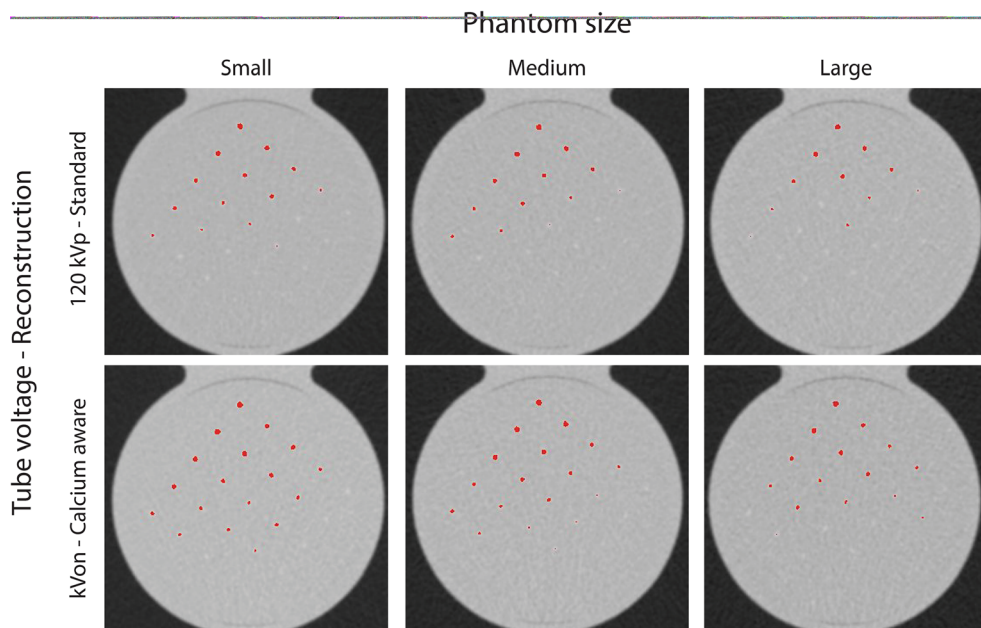 Phantom size
Small
Medium
Large
Tube voltage - Reconstruction
120 kVp - Standard
kVon - Calcium aware